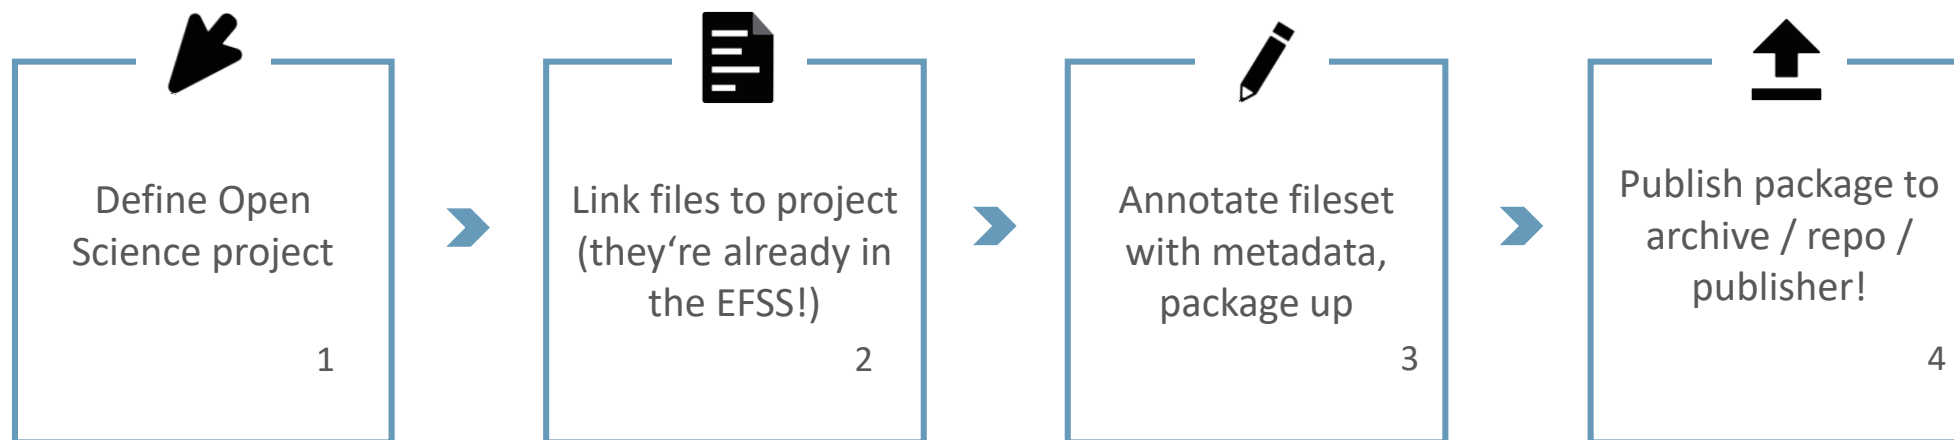 Define Open
Science project
1
Link files to project
(they‘re already in
the EFSS!)
2
Annotate fileset
with metadata,
package up
3
Publish package to
archive / repo /
publisher!
4